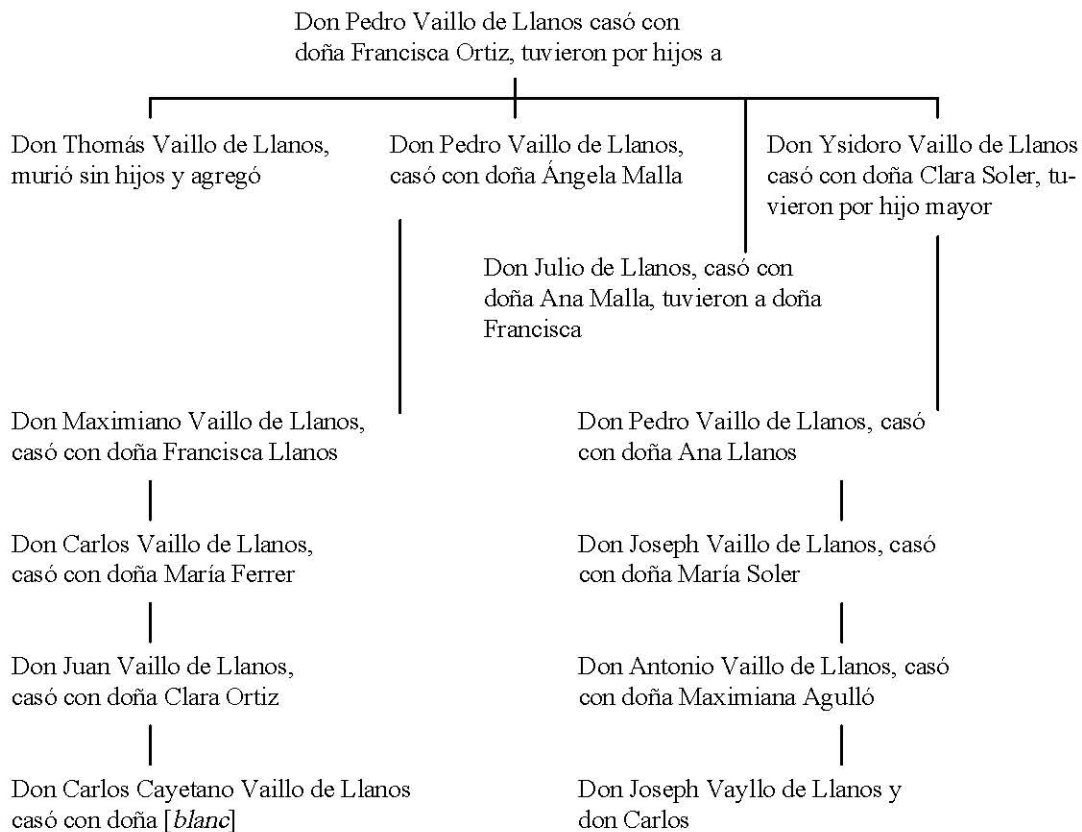 Don Pedro Vaillo de Llanos casó con
doña Francisca Ortiz, tuvieron por hijos a
Don Thomás Vaillo de Llanos,
murió sin hijos y agregó
Don Pedro Vaillo de Llanos,
casó con doña Ángela Malla
Don Ysidoro Vaillo de Llanos
casó con doña Clara Soler, tu-
vieron por hijo mayor
Don Julio de Llanos, casó con
doña Ana Malla, tuvieron a doña
Francisca
Don Maximiano Vaillo de Llanos,
casó con doña Francisca Llanos
Don Pedro Vaillo de Llanos, casó
con doña Ana Llanos
Don Carlos Vaillo de Llanos,
casó con doña María Ferrer
Don Joseph Vaillo de Llanos, casó
con doña María Soler
Don Juan Vaillo de Llanos,
casó con doña Clara Ortiz
Don Antonio Vaillo de Llanos, casó
con doña Maximiana Agulló
Don Carlos Cayetano Vaillo de Llanos
casó con doña [blanc]
Don Joseph Vayllo de Llanos y
don Carlos